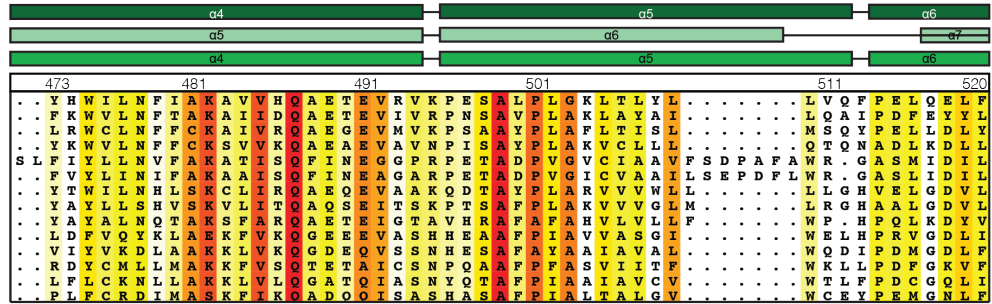 α4 α5 α6
α5 α6 α7
α4 α5 α6
473 481 491 501 511 520
. . Y H W I L N F I A K A V V H Q A E T E V R V K P E S A L P L G K L T L Y L . . . . . . . L V Q F P E L Q E L F
. . F K W V L N F T A K A I V D Q A E T E V I V R P N S A V P L A K L A Y A I . . . . . . . L Q A I P D F E Y L F
. . L R W C L N F F C K A I V R Q A E G E V M V K P S A A Y P L A F L T I S L . . . . . . . M S Q Y P E L L D L Y
. . Y K W V L N F F C K S V V K Q A E A E V A V N P I S A Y P L A K L V C L L . . . . . . . Q T Q N A D L K D L L
S L F I Y L L N V F A K A T I S Q F I N E G G P R P E T A D P V G V C I A A V F S D P A F A W R . G A S M I D L L
. . F V Y L I N I F A K A A I S Q F I N E A G A R P E T A D P V G I C V A A I L S E P D F L W R . G A S L I D V L
. . Y T W I L N H L S K C L I R Q A E Q E V A A K Q D T A Y P L A R V V V W L L . . . . . . L L G H V E L G D V L
. . Y A Y L L S H V S K V L I T Q A Q S E I T S K P T S A F P L A K V V V G L M . . . . . . L R G H A E L G D V L
. . A Y A L N Q T A K S F A R Q A E T E I G T A V H R A F A F A H V L V L L F . . . . . . . W P . H P Q L K D V V
. . L D F V Q Y K L A E K F V K Q G E E E V A S H H E A A F P I A V V A S G I . . . . . . . W E L H P R V G D L I
. . V I Y V K D L A A K K L V K Q G D E Q V S S N H E S A F A Y A A I A V A I . . . . . . . W Q D I P D M G D L F
. . R D Y C M L L M A K K F V S Q T E T A I C S N P Q A A F P F A S V I I T F . . . . . . . W K L L P D F G K V F
. . L F L C K N L L A K K L V L Q G A T Q I A S N Y Q A A F P I A A I A V C V . . . . . . . W T L F P E C G Q L F
. . P L F C R D I M A S K F I K Q A D Q Q I S A S H A S A F P I A L T A L G V . . . . . . . W C E Y P E M G N L F